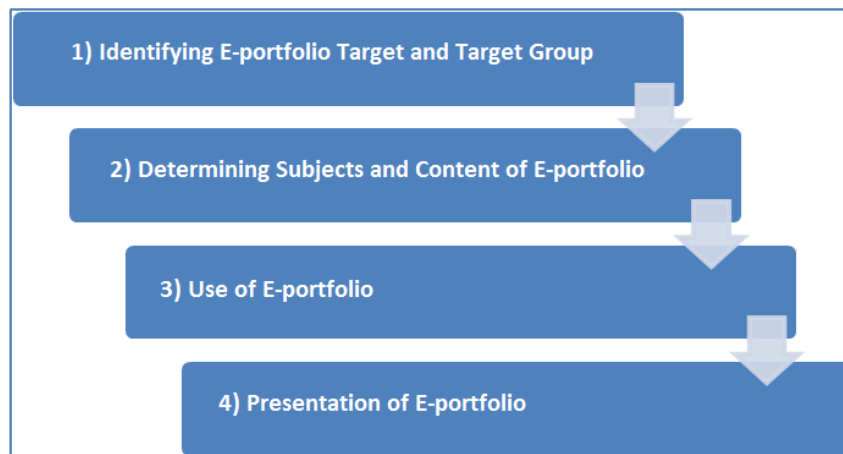 1) Identifying E-portfolio Target and Target Group
2) Determining Subjects and Content of E-portfolio
3) Use of E-portfolio
4) Presentation of E-portfolio